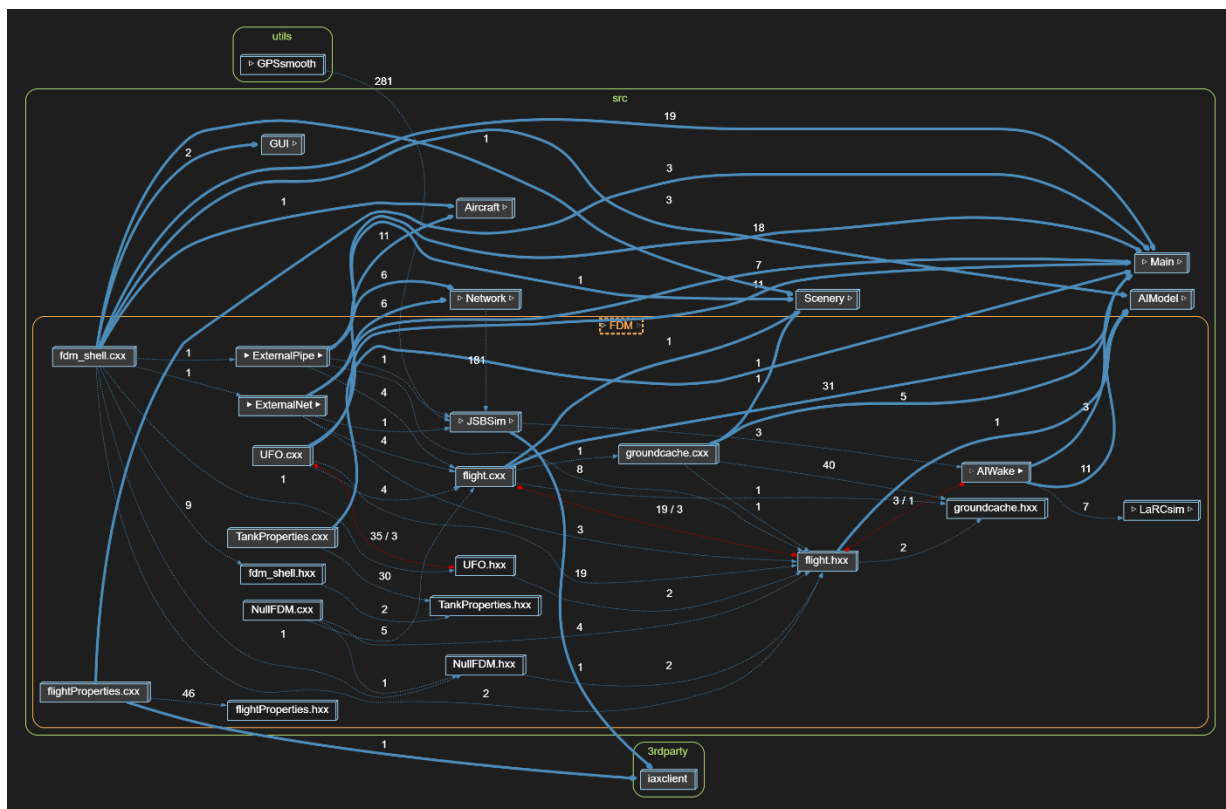 utils
▷ GPSsmooth
281
src
19
1
GUI ▷
2
3
1
Aircraft ▷
3
11
18
7
Main ▷
6
▷ Network ▷
1
11
Scenery ▷
AIModel ▷
6
▷ FDM ▷
fdm_shell.cxx
1
▶ ExternalPipe ▶
1
181
1
1
1
4
1
31
▶ ExternalNet ▶
1
▷ JSBSim ▷
5
3
1
3
4
UFO.cxx
1
groundcache.cxx
1
flight.cxx
8
40
▷ AIWake ▶
11
4
1
3 / 1
groundcache.hxx
7
▷ LaRCsim ▷
9
19 / 3
1
TankProperties.cxx
35 / 3
3
2
fdm_shell.hxx
30
UFO.hxx
19
flight.hxx
2
NullFDM.cxx
2
TankProperties.hxx
1
5
4
NullFDM.hxx
1
2
flightProperties.cxx
46
1
2
flightProperties.hxx
1
3rdparty
iaxclient